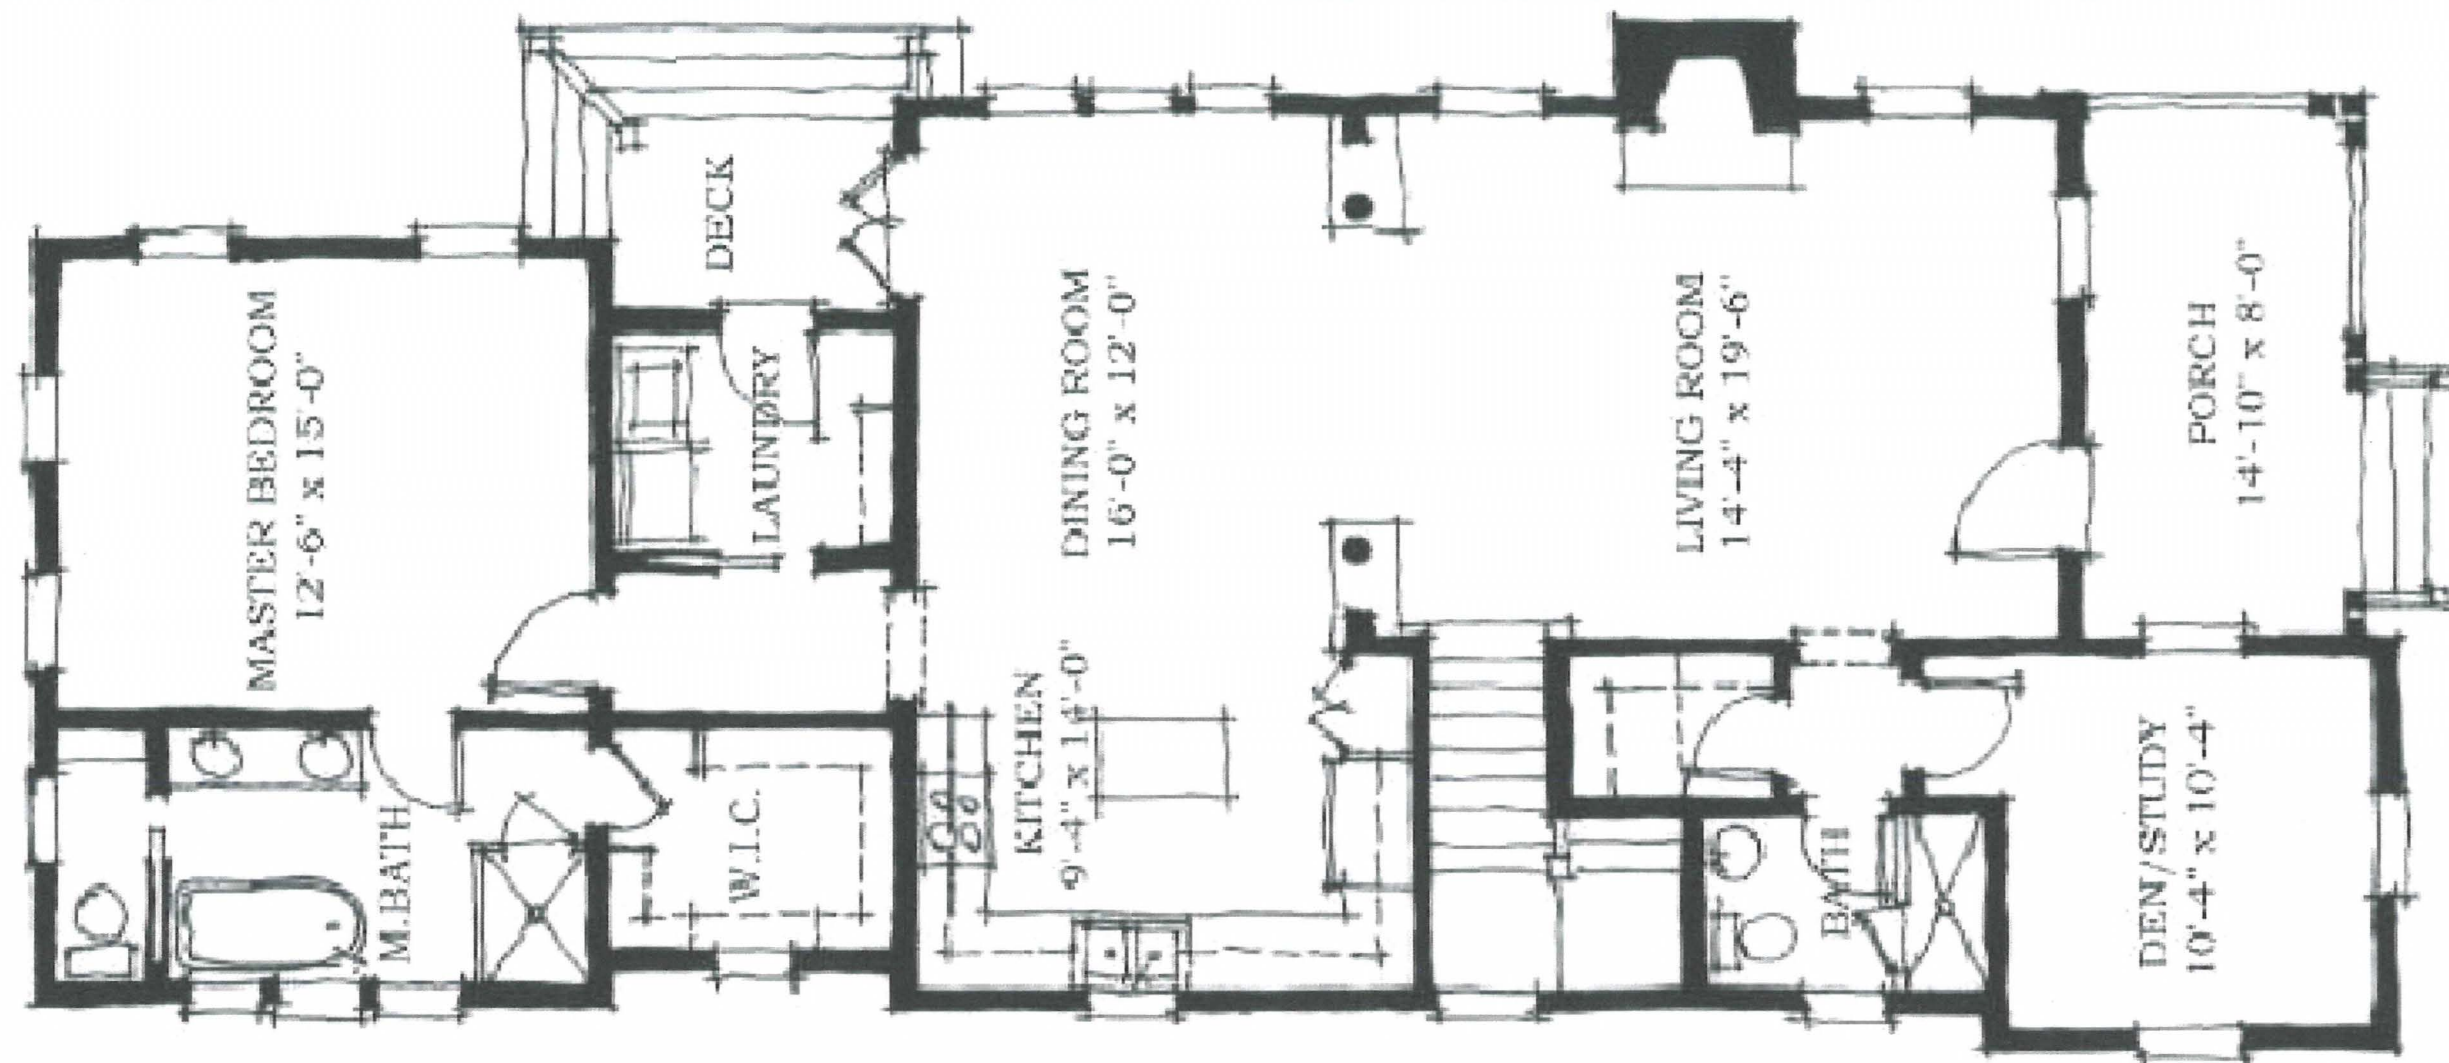 MASTER BEDROOM
12'-6" x 15'-0"
M.BATH
DECK
LAUNDRY
W.I.C.
DINING ROOM
16'-0" x 12'-0"
KITCHEN
9'-4" x 14'-0"
LIVING ROOM
14'-4" x 19'-6"
BATH
PORCH
14'-10" x 8'-0"
DEN/STUDY
10'-4" x 10'-4"